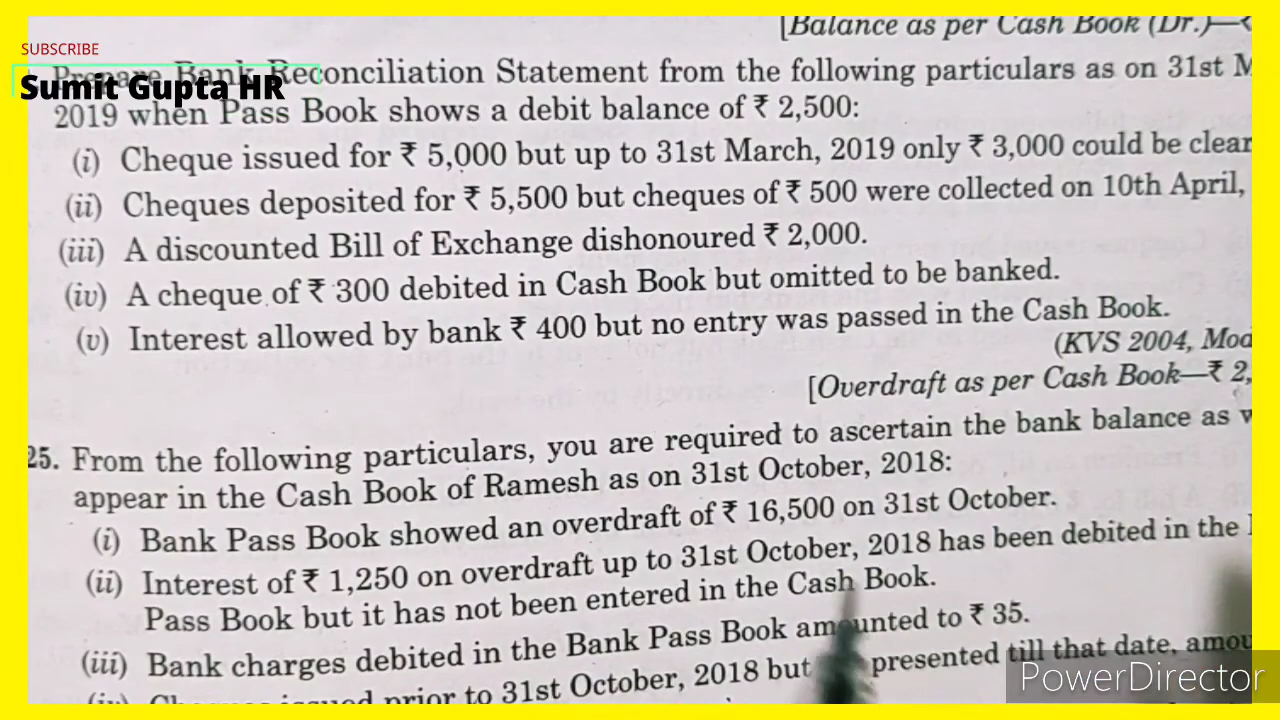 [Balance as per Cash Book (Dr.)—₹
SUBSCRIBE
Prepare Bank Reconciliation Statement from the following particulars as on 31st M
Sumit Gupta HR
2019 when Pass Book shows a debit balance of ₹ 2,500:
(i) Cheque issued for ₹ 5,000 but up to 31st March, 2019 only ₹ 3,000 could be clear
(ii) Cheques deposited for ₹ 5,500 but cheques of ₹ 500 were collected on 10th April,
(iii) A discounted Bill of Exchange dishonoured ₹ 2,000.
(iv) A cheque of ₹ 300 debited in Cash Book but omitted to be banked.
(v) Interest allowed by bank ₹ 400 but no entry was passed in the Cash Book.
(KVS 2004, Mod
[Overdraft as per Cash Book—₹ 2,
25. From the following particulars, you are required to ascertain the bank balance as w
appear in the Cash Book of Ramesh as on 31st October, 2018:
(i) Bank Pass Book showed an overdraft of ₹ 16,500 on 31st October.
(ii) Interest of ₹ 1,250 on overdraft up to 31st October, 2018 has been debited in the
Pass Book but it has not been entered in the Cash Book.
(iii) Bank charges debited in the Bank Pass Book amounted to ₹ 35.
(iv) Cheques issued prior to 31st October, 2018 but presented till that date, amou
PowerDirector